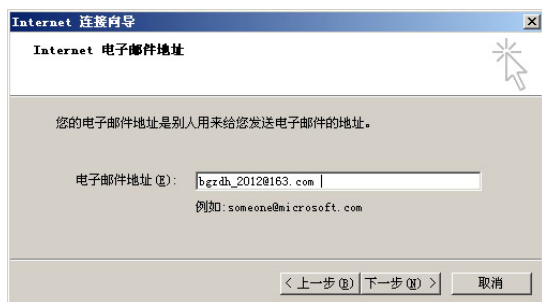 Internet 连接向导
Internet 电子邮件地址
您的电子邮件地址是别人用来给您发送电子邮件的地址。
电子邮件地址(E): bgzdh_2012@163.com
例如:someone@microsoft.com
< 上一步(B) 下一步(N) > 取消